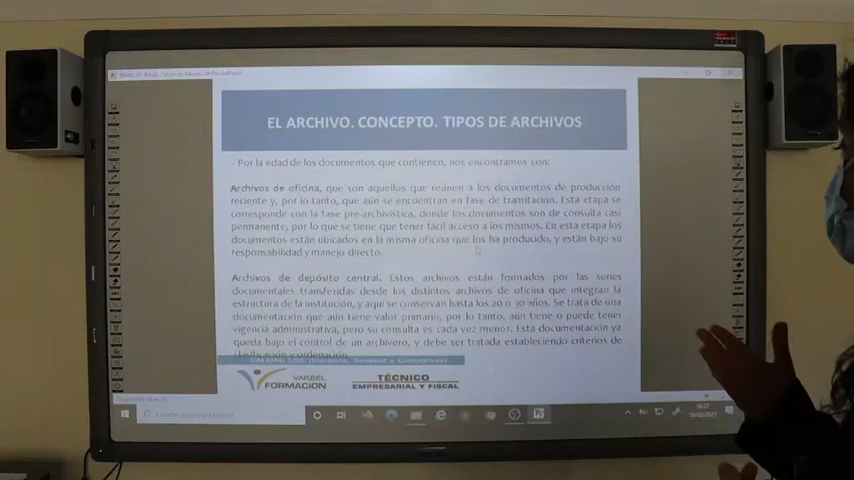 EL ARCHIVO. CONCEPTO. TIPOS DE ARCHIVOS
- Por la edad de los documentos que contienen, nos encontramos con:
Archivos de oficina, que son aquellos que reúnen a los documentos de producción
reciente y, por lo tanto, que aún se encuentran en fase de tramitación. Esta etapa se
corresponde con la fase pre-archivística, donde los documentos son de consulta casi
permanente, por lo que se tiene que tener fácil acceso a los mismos. En esta etapa los
documentos están ubicados en la misma oficina que los ha producido, y están bajo su
responsabilidad y manejo directo.
Archivos de depósito central. Estos archivos están formados por las series
documentales transferidas desde los distintos archivos de oficina que integran la
estructura de la institución, y aquí se conservan hasta los 20 o 30 años. Se trata de una
documentación que aún tiene valor primario, por lo tanto, aún tiene o puede tener
vigencia administrativa, pero su consulta es cada vez menor. Esta documentación ya
queda bajo el control de un archivero, y debe ser tratada estableciendo criterios de
clasificación y ordenación.
VARBEL
FORMACIÓN
TÉCNICO
EMPRESARIAL Y FISCAL